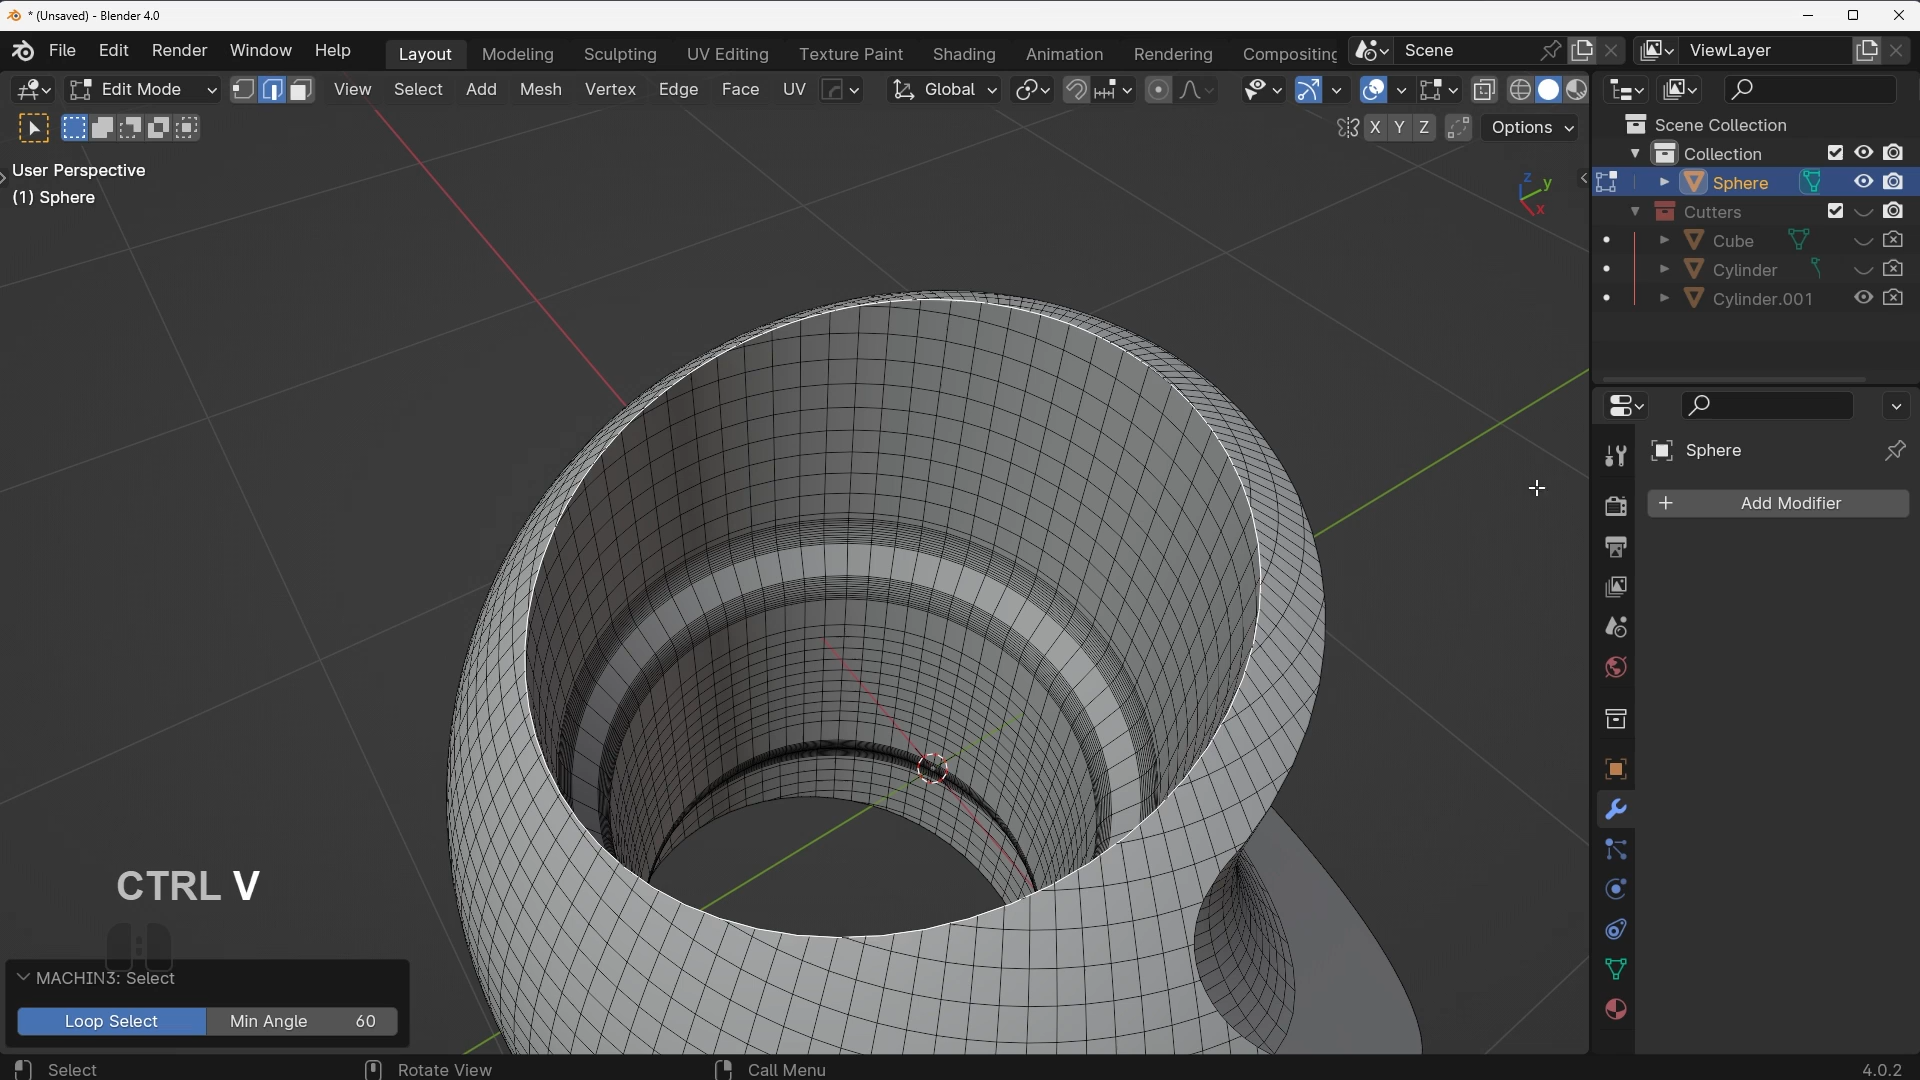 * (Unsaved) - Blender 4.0
File Edit Render Window Help Layout Modeling Sculpting UV Editing Texture Paint Shading Animation Rendering Compositing Scene ViewLayer
Edit Mode View Select Add Mesh Vertex Edge Face UV Global
X Y Z Options
User Perspective
(1) Sphere
Z
Y
X
Scene Collection
Collection
Sphere
Cutters
Cube
Cylinder
Cylinder.001
Sphere
Add Modifier
CTRL V
MACHIN3: Select
Loop Select Min Angle 60
Select Rotate View Call Menu 4.0.2